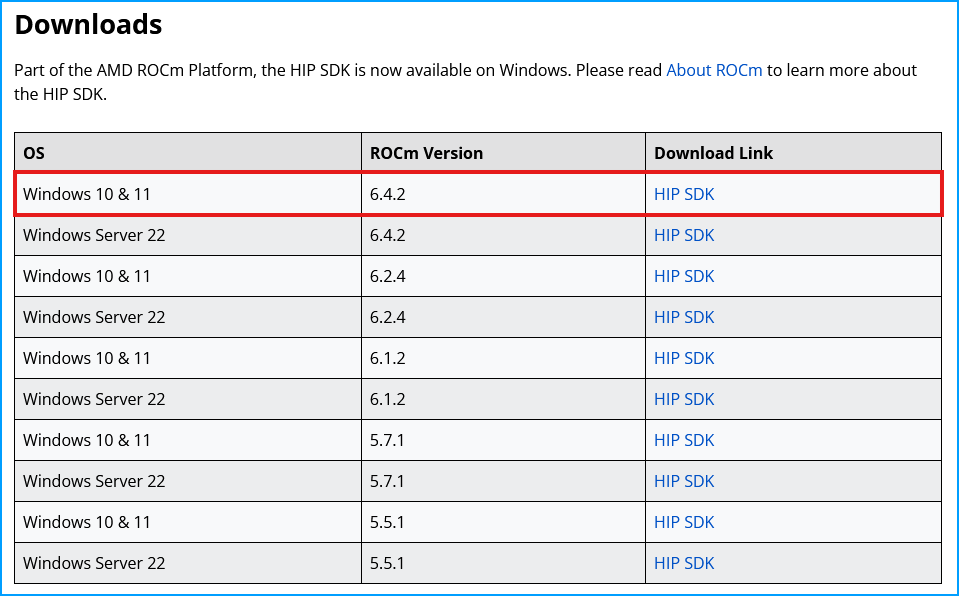 Downloads
Part of the AMD ROCm Platform, the HIP SDK is now available on Windows. Please read About ROCm to learn more about
the HIP SDK.
OS ROCm Version Download Link
Windows 10 & 11 6.4.2 HIP SDK
Windows Server 22 6.4.2 HIP SDK
Windows 10 & 11 6.2.4 HIP SDK
Windows Server 22 6.2.4 HIP SDK
Windows 10 & 11 6.1.2 HIP SDK
Windows Server 22 6.1.2 HIP SDK
Windows 10 & 11 5.7.1 HIP SDK
Windows Server 22 5.7.1 HIP SDK
Windows 10 & 11 5.5.1 HIP SDK
Windows Server 22 5.5.1 HIP SDK